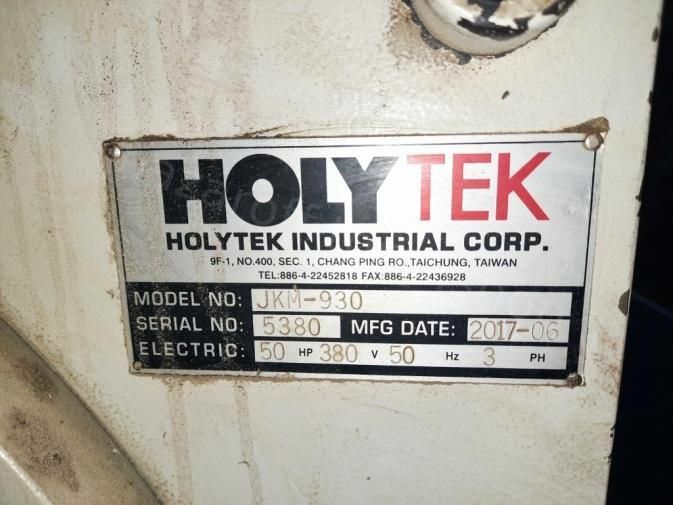 HOLYTEK
HOLYTEK INDUSTRIAL CORP.
9F-1, NO.400, SEC. 1, CHANG PING RO.,TAICHUNG, TAIWAN
TEL:886-4-22452818 FAX:886-4-22436928
MODEL NO: JKM-930
SERIAL NO: 5380 MFG DATE: 2017-06
ELECTRIC: 50 HP 380 V 50 Hz 3 PH